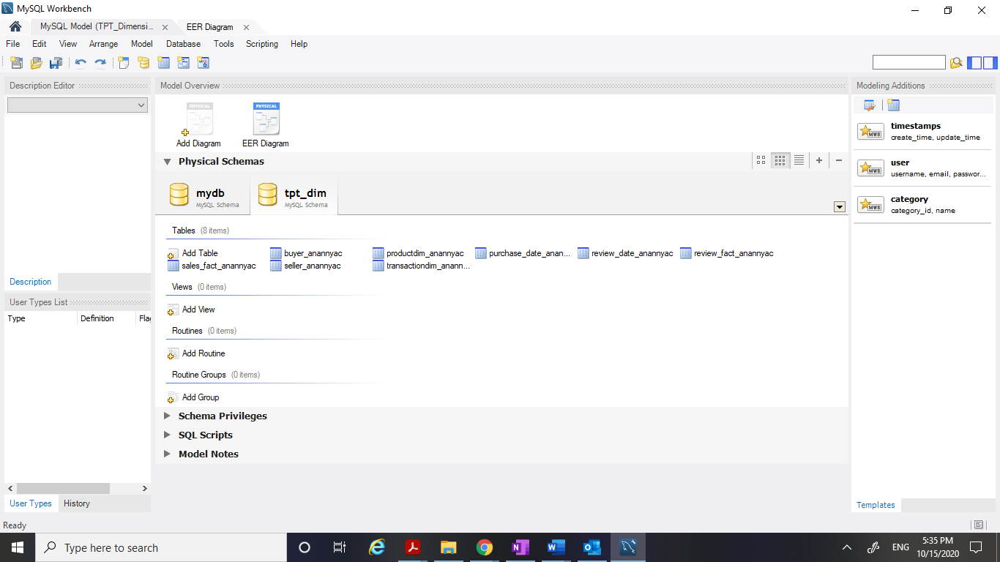 MySQL Workbench
MySQL Model (TPT_Dimensi... EER Diagram
File Edit View Arrange Model Database Tools Scripting Help
Description Editor
Model Overview
Modeling Additions
PHYSICAL
Add Diagram
PHYSICAL
EER Diagram
Physical Schemas
mydb
MySQL Schema
tpt_dim
MySQL Schema
Tables (8 items)
Add Table buyer_anannyac productdim_anannyac purchase_date_anan... review_date_anannyac review_fact_anannyac
sales_fact_anannyac seller_anannyac transactiondim_anann...
Views (0 items)
Add View
Routines (0 items)
Add Routine
Routine Groups (0 items)
Add Group
Schema Privileges
SQL Scripts
Model Notes
Description
User Types List
Type Definition Flag
User Types History
MWB
timestamps
create_time, update_time
MWB
user
username, email, passwor...
MWB
category
category_id, name
Templates
Ready
Type here to search
ENG
5:35 PM
10/15/2020